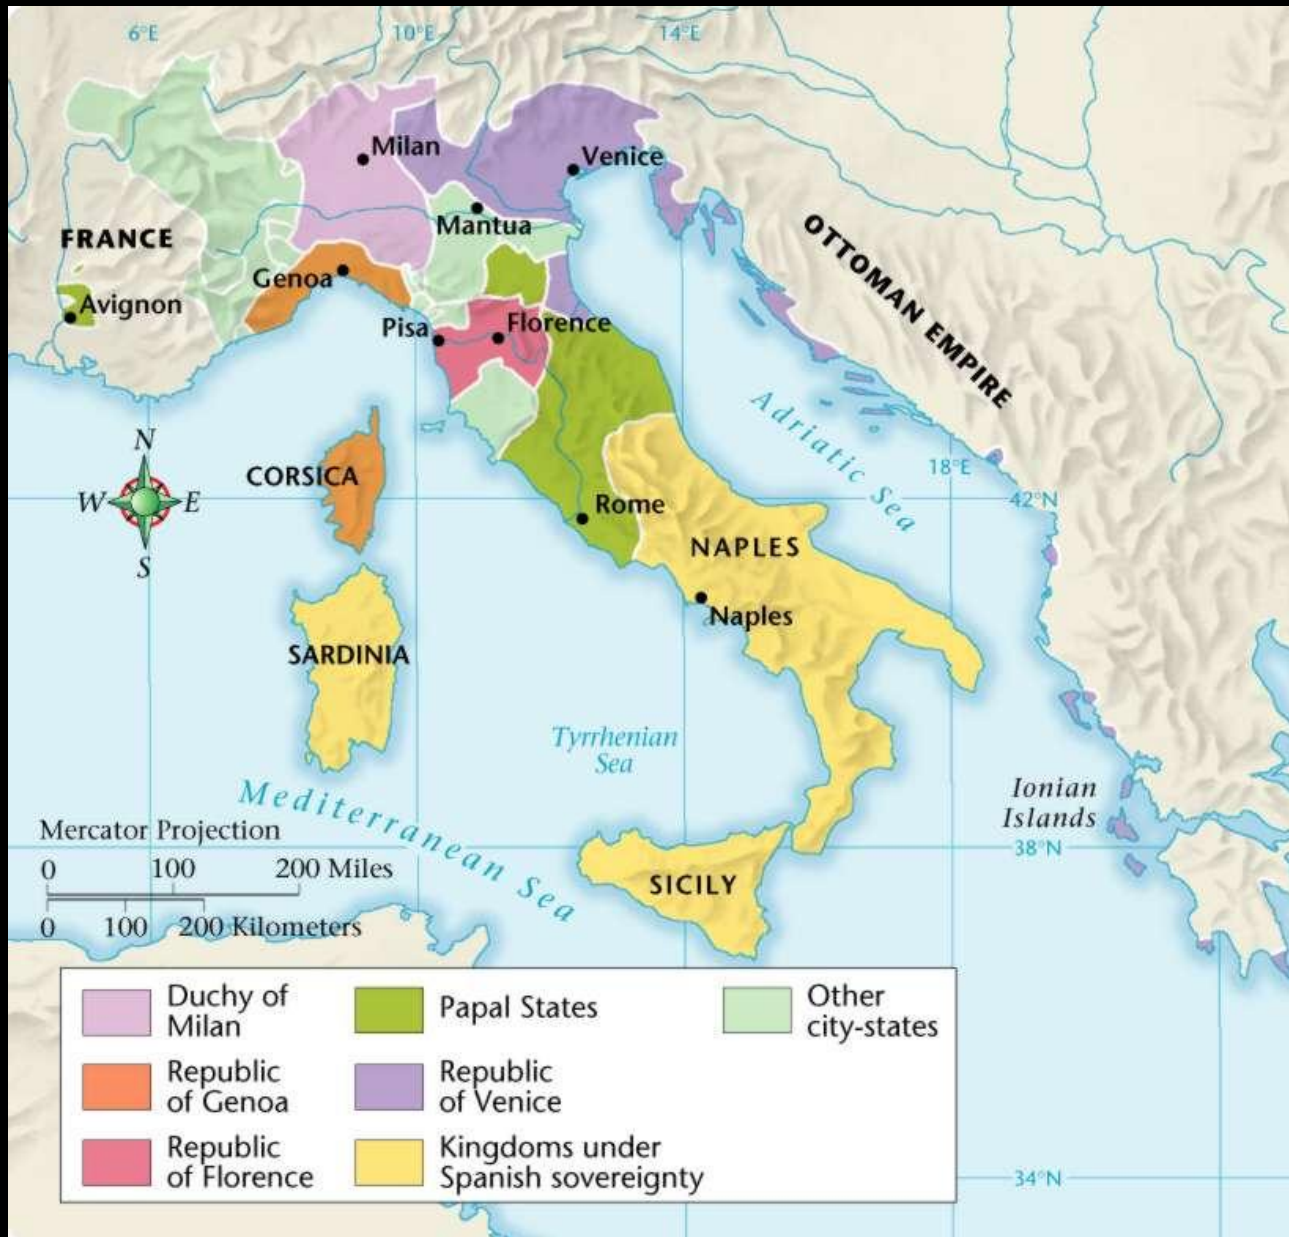 6°E
10°E
14°E
Milan
Venice
Mantua
OTTOMAN EMPIRE
FRANCE
Genoa
Avignon
Pisa
Florence
Adriatic Sea
N
W E
S
CORSICA
18°E
42°N
Rome
NAPLES
Naples
SARDINIA
Tyrrhenian
Sea
Mediterranean Sea
Ionian
Islands
38°N
SICILY
Mercator Projection
0 100 200 Miles
0 100 200 Kilometers
Duchy of
Milan
Republic
of Genoa
Republic
of Florence
Papal States
Republic
of Venice
Kingdoms under
Spanish sovereignty
Other
city-states
34°N